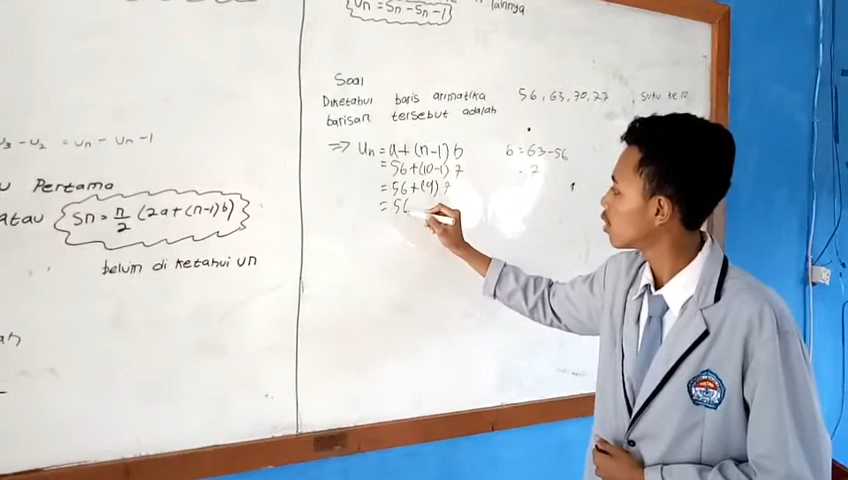 Un = Sn - Sn-1
lahnya
U3 - U2 = Un - Un-1
Pertama
atau Sn = n/2 (2a+(n-1)b)
belum di ketahui Un
Soal
Diketahui baris arimatika 56, 63, 70, 77, suku ke 10
barisan tersebut adalah
=> Un = a+(n-1)b
= 56+(10-1)7
= 56+(9)7
= 56
b = 63-56
= 7